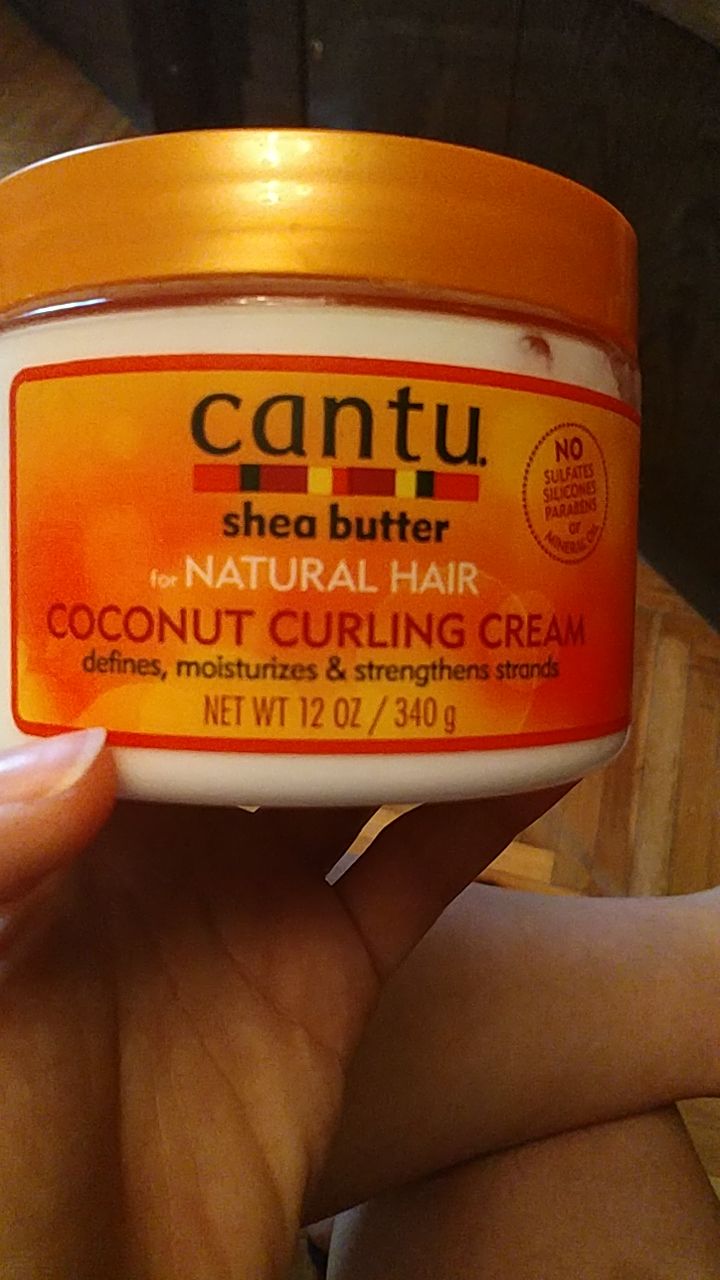 cantu.
shea butter
for NATURAL HAIR
COCONUT CURLING CREAM
defines, moisturizes & strengthens strands
NET WT 12 OZ / 340 g
NO
SULFATES
SILICONES
PARABENS
or
MINERAL OIL